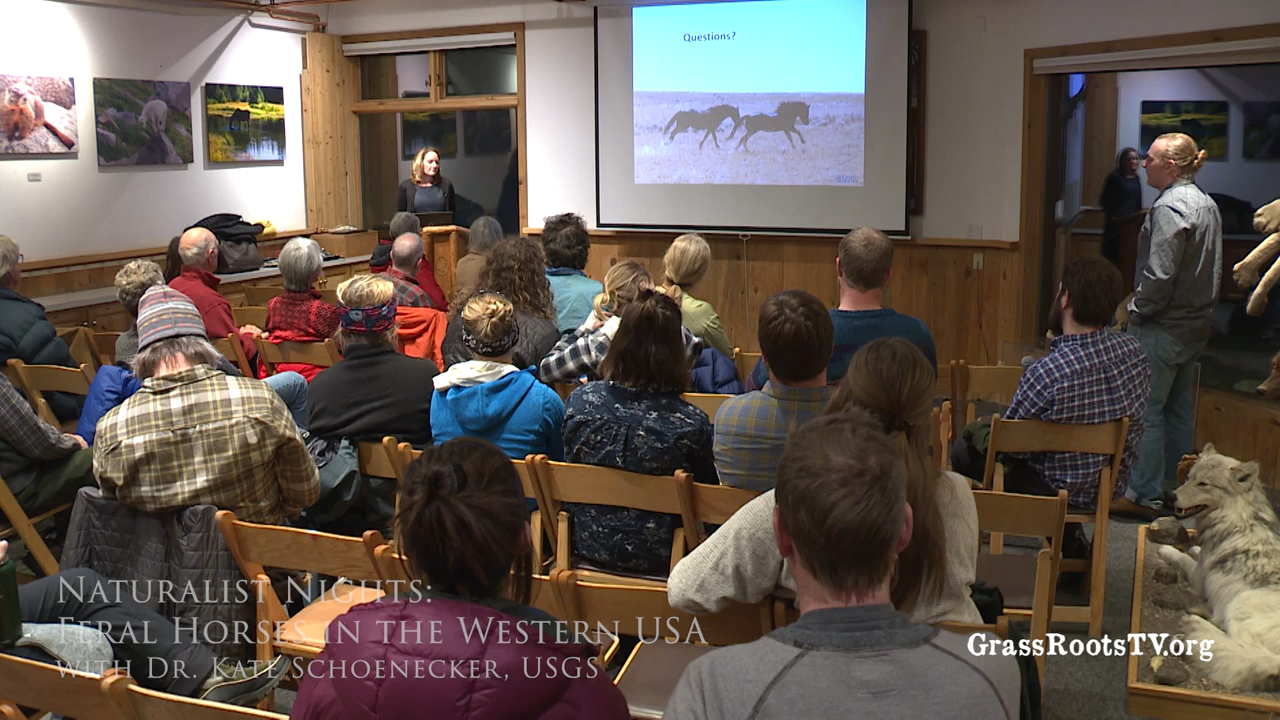 Questions?
Naturalist Nights:
Feral Horses in the Western USA
with Dr. Kate Schoenecker, USGS
GrassRootsTV.org